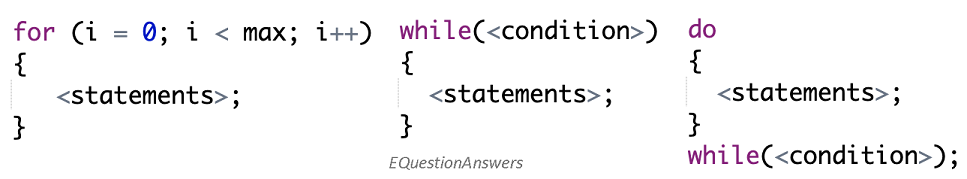 for (i = 0; i < max; i++)
{
<statements>;
}
while(<condition>)
{
<statements>;
}
do
{
<statements>;
}
while(<condition>);
EQuestionAnswers